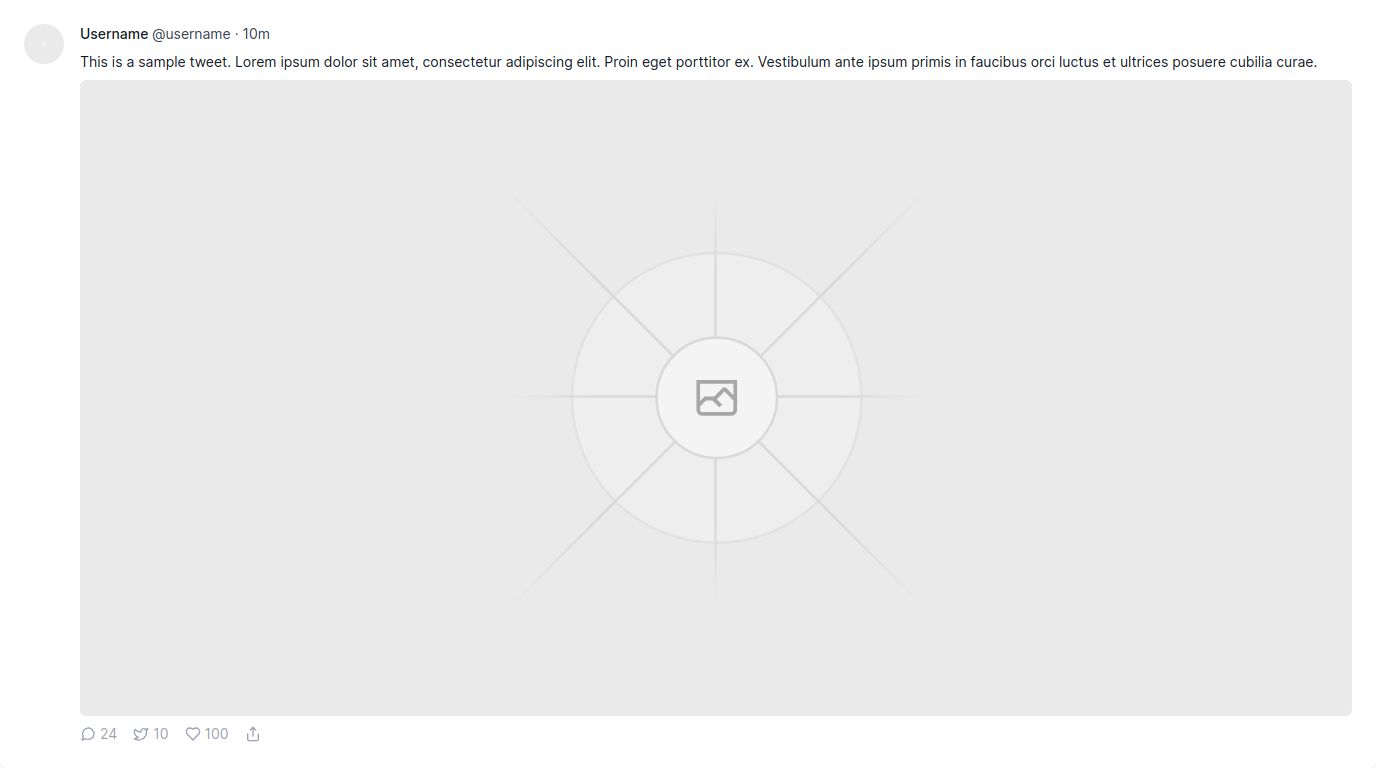 Username @username · 10m
This is a sample tweet. Lorem ipsum dolor sit amet, consectetur adipiscing elit. Proin eget porttitor ex. Vestibulum ante ipsum primis in faucibus orci luctus et ultrices posuere cubilia curae.
24 10 100